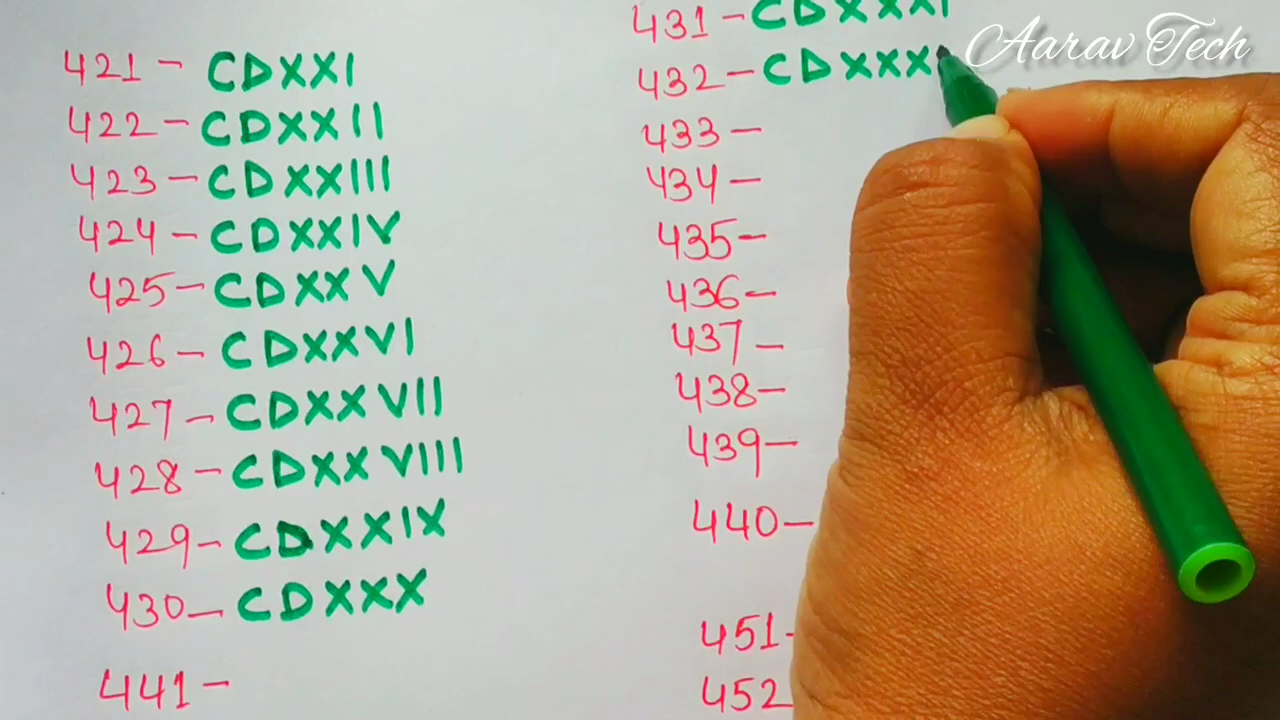 421 - CDXXI
422 - CDXXII
423 - CDXXIII
424 - CDXXIV
425 - CDXXV
426 - CDXXVI
427 - CDXXVII
428 - CDXXVIII
429 - CDXXIX
430 - CDXXX
441 -
431 - CDXXXI
432 - CDXXX
433 -
434 -
435 -
436 -
437 -
438 -
439 -
440 -
451 -
452
Aarav Tech